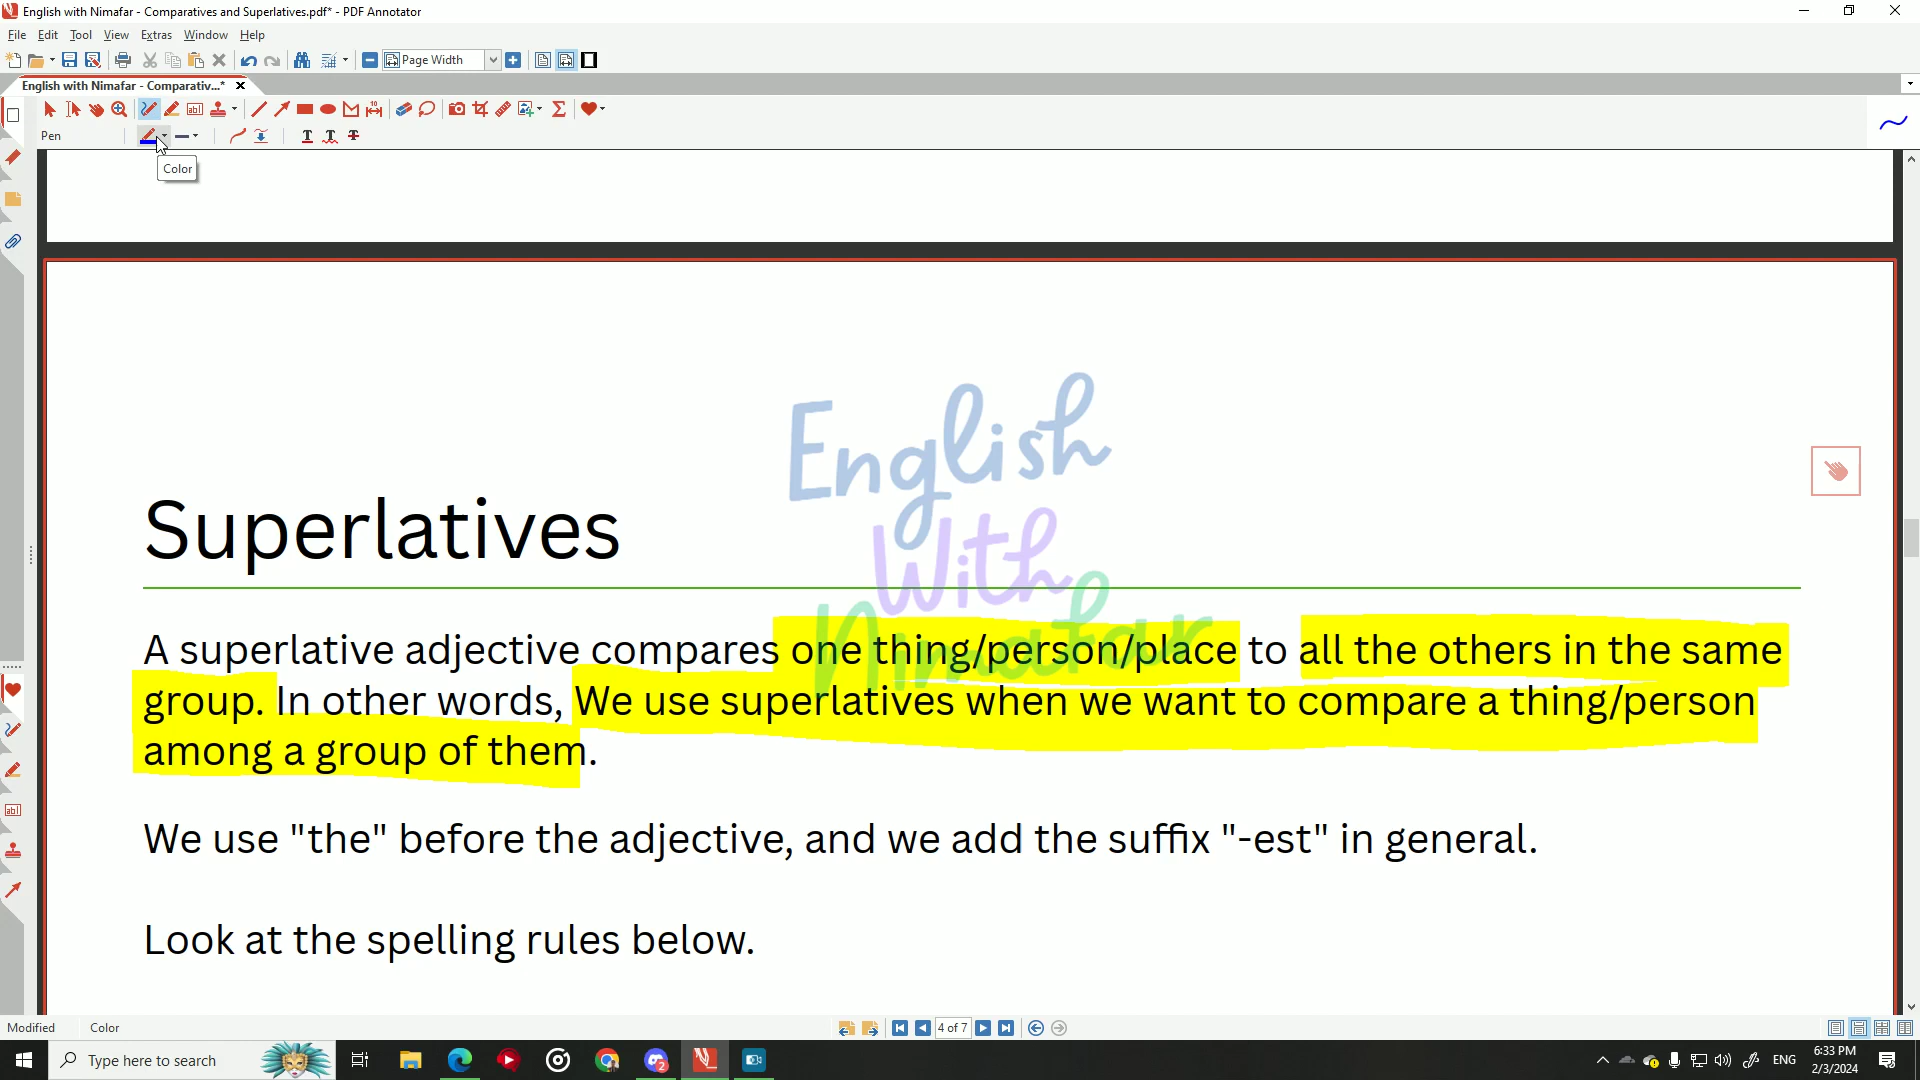 English with Nimafar - Comparatives and Superlatives.pdf* - PDF Annotator
File Edit Tool View Extras Window Help
Page Width
English with Nimafar - Comparativ...*
Pen
Color
English
With
Nimafar
Superlatives
A superlative adjective compares one thing/person/place to all the others in the same
group. In other words, We use superlatives when we want to compare a thing/person
among a group of them.
We use "the" before the adjective, and we add the suffix "-est" in general.
Look at the spelling rules below.
Modified Color 4 of 7
Type here to search ENG 6:33 PM
2/3/2024